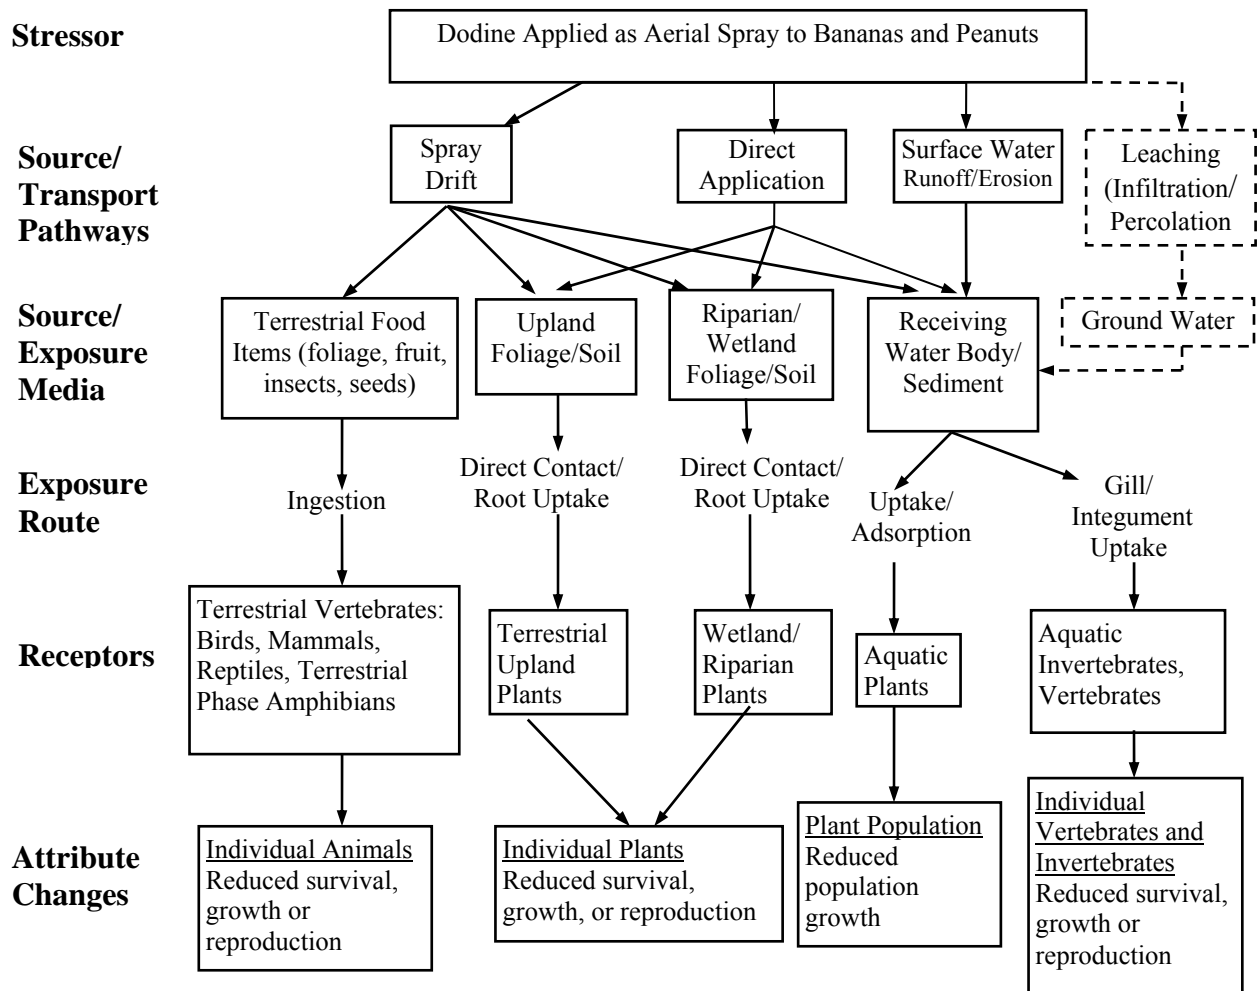 Stressor
Dodine Applied as Aerial Spray to Bananas and Peanuts
Source/
Transport
Pathways
Spray
Drift
Direct
Application
Surface Water
Runoff/Erosion
Leaching
(Infiltration/
Percolation
Source/
Exposure
Media
Terrestrial Food
Items (foliage, fruit,
insects, seeds)
Upland
Foliage/Soil
Riparian/
Wetland
Foliage/Soil
Receiving
Water Body/
Sediment
Ground Water
Exposure
Route
Ingestion
Direct Contact/
Root Uptake
Direct Contact/
Root Uptake
Uptake/
Adsorption
Gill/
Integument
Uptake
Receptors
Terrestrial Vertebrates:
Birds, Mammals,
Reptiles, Terrestrial
Phase Amphibians
Terrestrial
Upland
Plants
Wetland/
Riparian
Plants
Aquatic
Plants
Aquatic
Invertebrates,
Vertebrates
Attribute
Changes
Individual Animals
Reduced survival,
growth or
reproduction
Individual Plants
Reduced survival,
growth, or reproduction
Plant Population
Reduced
population
growth
Individual
Vertebrates and
Invertebrates
Reduced survival,
growth or
reproduction